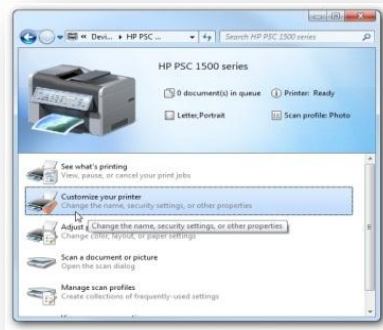 « Devi... ▸ HP PSC ... Search HP PSC 1500 series
HP PSC 1500 series
0 document(s) in queue Printer: Ready
Letter, Portrait Scan profile: Photo
See what's printing
View, pause, or cancel your print jobs
Customize your printer
Change the name, security settings, or other properties
Adjust
Change the name, security settings, or other properties
Change color, layout, or paper settings
Scan a document or picture
Open the scan dialog
Manage scan profiles
Create collections of frequently-used settings